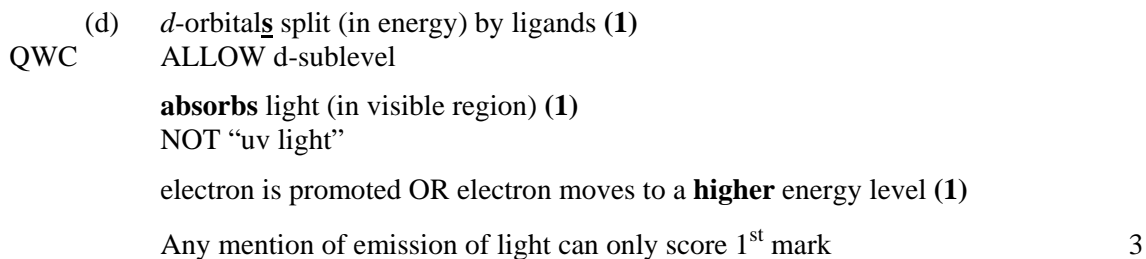 (d) d-orbitals split (in energy) by ligands (1)
QWC ALLOW d-sublevel
absorbs light (in visible region) (1)
NOT “uv light”
electron is promoted OR electron moves to a higher energy level (1)
Any mention of emission of light can only score 1st mark 3